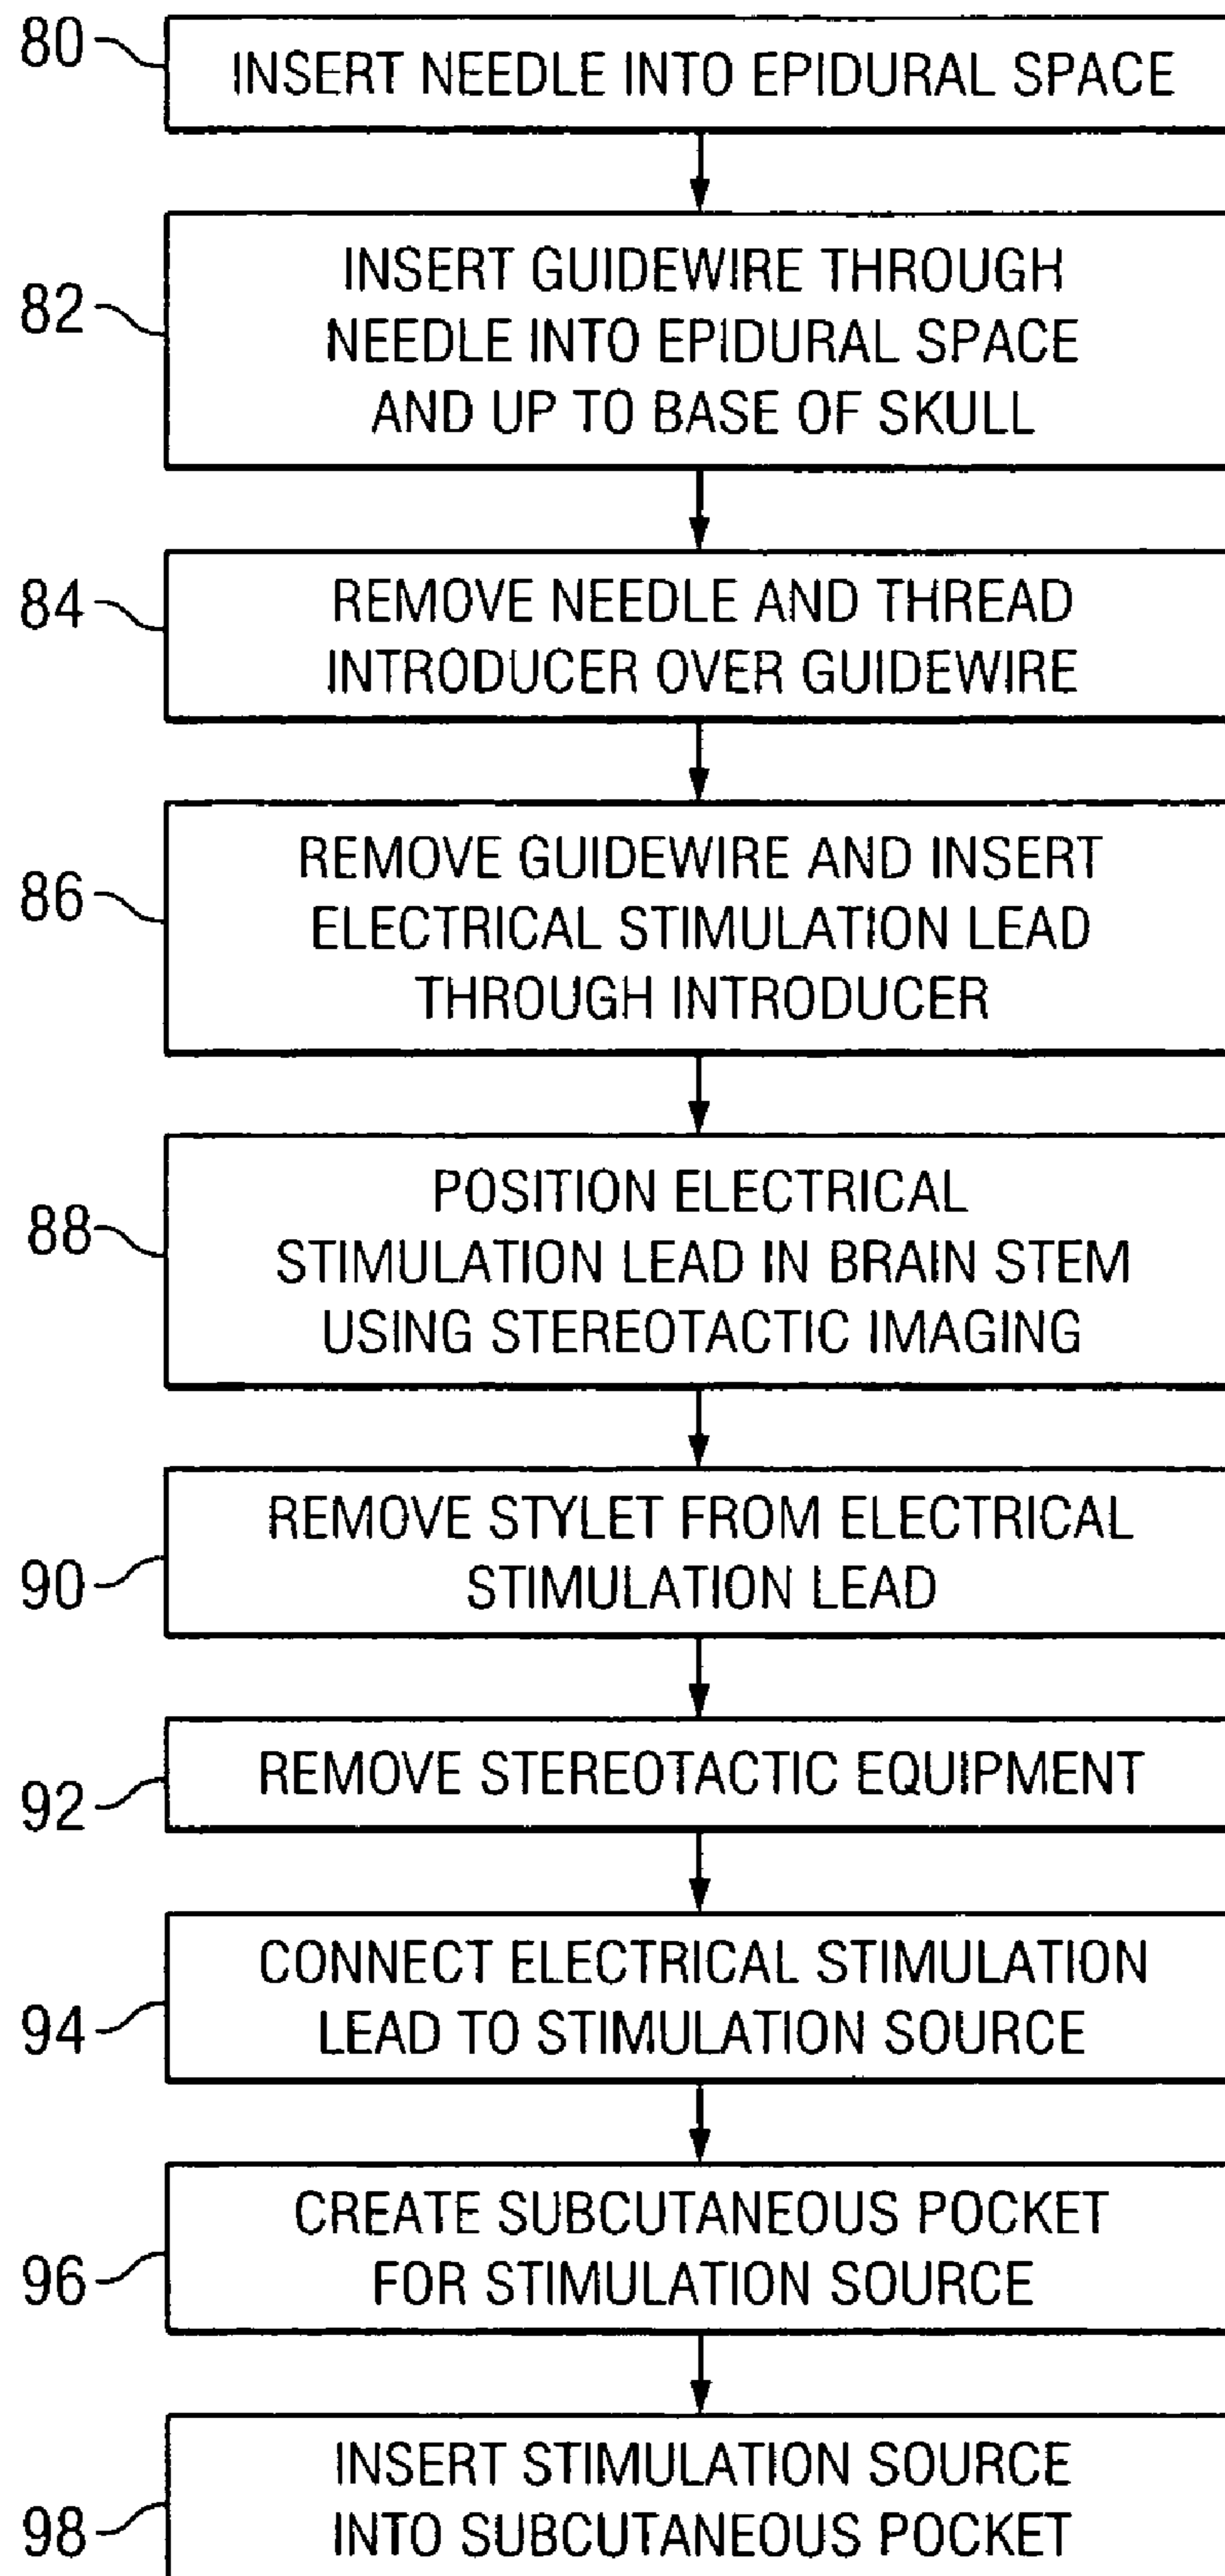 80
INSERT NEEDLE INTO EPIDURAL SPACE
82
INSERT GUIDEWIRE THROUGH
NEEDLE INTO EPIDURAL SPACE
AND UP TO BASE OF SKULL
84
REMOVE NEEDLE AND THREAD
INTRODUCER OVER GUIDEWIRE
86
REMOVE GUIDEWIRE AND INSERT
ELECTRICAL STIMULATION LEAD
THROUGH INTRODUCER
88
POSITION ELECTRICAL
STIMULATION LEAD IN BRAIN STEM
USING STEREOTACTIC IMAGING
90
REMOVE STYLET FROM ELECTRICAL
STIMULATION LEAD
92
REMOVE STEREOTACTIC EQUIPMENT
94
CONNECT ELECTRICAL STIMULATION
LEAD TO STIMULATION SOURCE
96
CREATE SUBCUTANEOUS POCKET
FOR STIMULATION SOURCE
98
INSERT STIMULATION SOURCE
INTO SUBCUTANEOUS POCKET